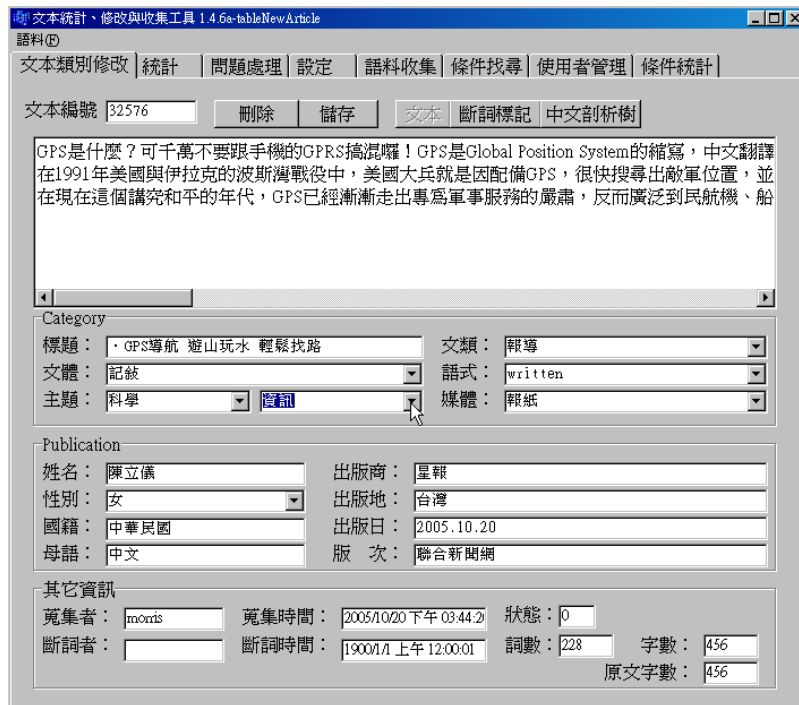 文本統計、修改與收集工具 1.4.6a-tableNewArticle
語料(F)
文本類別修改 統計 問題處理 設定 語料收集 條件找尋 使用者管理 條件統計
文本編號 32576 刪除 儲存 文本 斷詞標記 中文剖析樹
GPS是什麼？可千萬不要跟手機的GPRS搞混囉！GPS是Global Position System的縮寫，中文翻譯
在1991年美國與伊拉克的波斯灣戰役中，美國大兵就是因配備GPS，很快搜尋出敵軍位置，並
在現在這個講究和平的年代，GPS已經漸漸走出專為軍事服務的嚴肅，反而廣泛到民航機、船
Category
標題： ‧GPS導航 遊山玩水 輕鬆找路 文類： 報導
文體： 記敍 語式： written
主題： 科學 資訊 媒體： 報紙
Publication
姓名： 陳立儀 出版商： 星報
性別： 女 出版地： 台灣
國籍： 中華民國 出版日： 2005.10.20
母語： 中文 版 次： 聯合新聞網
其它資訊
蒐集者： morris 蒐集時間： 2005/10/20 下午 03:44:2 狀態： 0
斷詞者： 斷詞時間： 1900/1/1 上午 12:00:01 詞數： 228 字數： 456
原文字數： 456